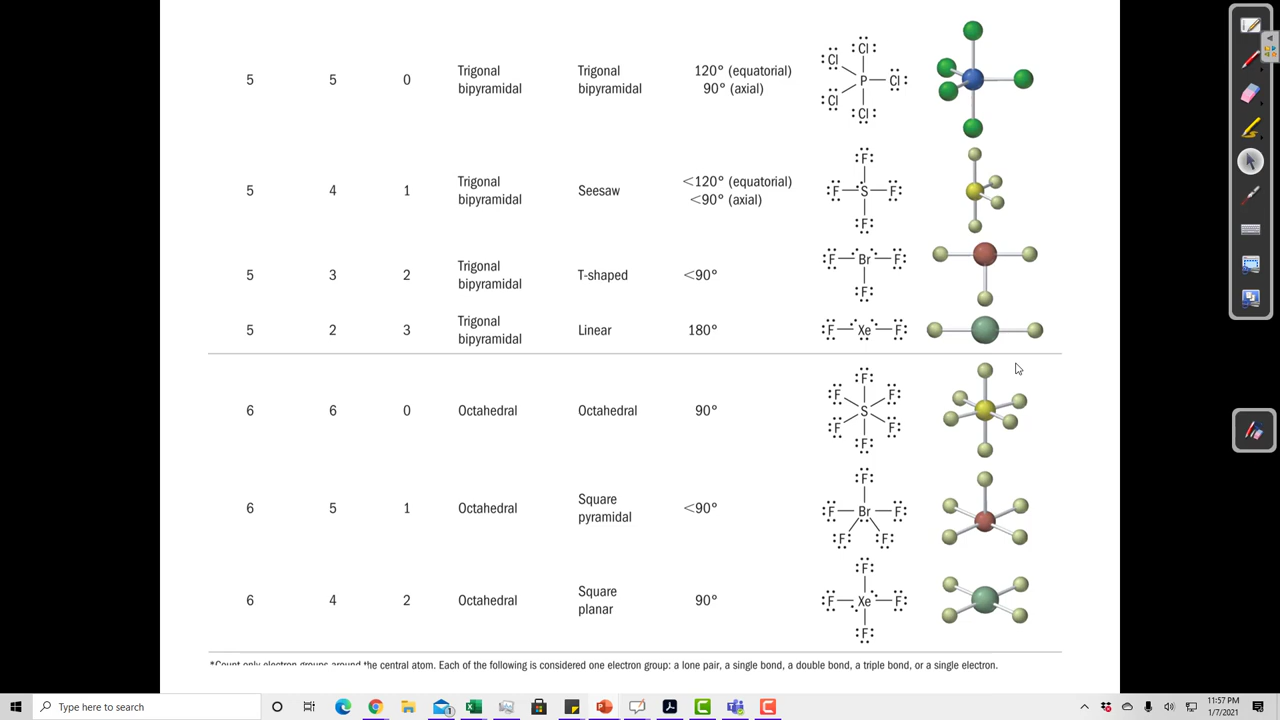 5 5 0 Trigonal bipyramidal Trigonal bipyramidal 120° (equatorial) 90° (axial)
Cl Cl P Cl Cl Cl
5 4 1 Trigonal bipyramidal Seesaw <120° (equatorial) <90° (axial)
F F S F F
5 3 2 Trigonal bipyramidal T-shaped <90°
F Br F F
5 2 3 Trigonal bipyramidal Linear 180°
F Xe F
6 6 0 Octahedral Octahedral 90°
F F F S F F F
6 5 1 Octahedral Square pyramidal <90°
F F Br F F F
6 4 2 Octahedral Square planar 90°
F F Xe F F
*Count only electron groups around the central atom. Each of the following is considered one electron group: a lone pair, a single bond, a double bond, a triple bond, or a single electron.
Type here to search
11:57 PM
1/7/2021